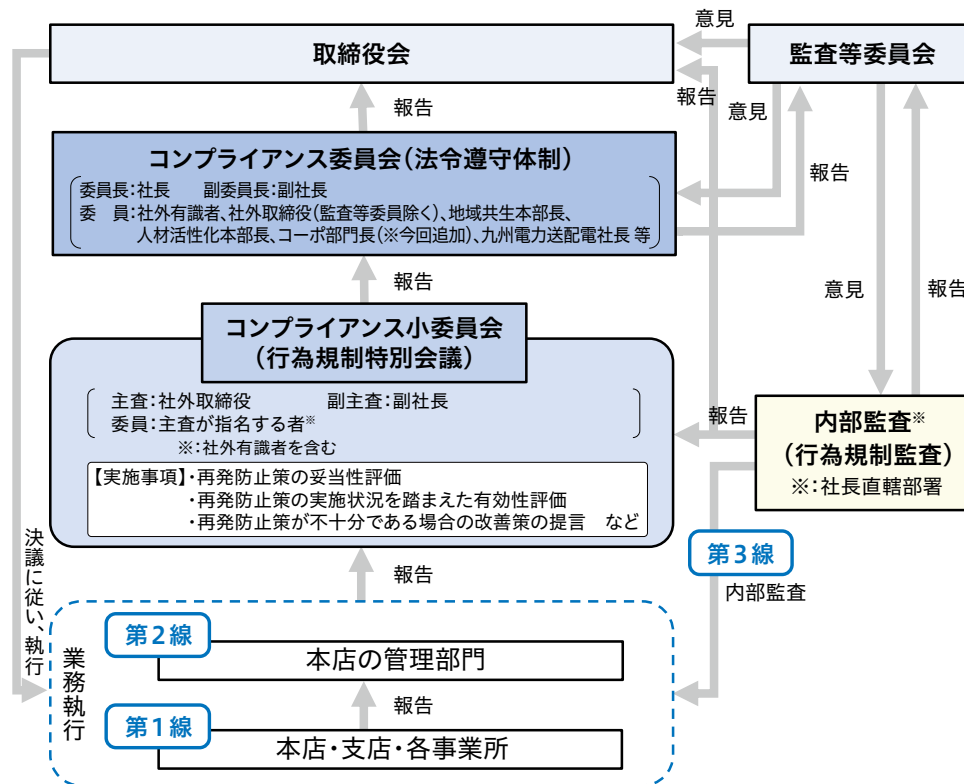 意見
取締役会
監査等委員会
報告
報告
意見
コンプライアンス委員会（法令遵守体制）
委員長：社長　副委員長：副社長
委　員：社外有識者、社外取締役（監査等委員除く）、地域共生本部長、
人材活性化本部長、コーポ部門長（※今回追加）、九州電力送配電社長 等
報告
報告
意見
報告
コンプライアンス小委員会
（行為規制特別会議）
主査：社外取締役　副主査：副社長
委員：主査が指名する者※
※：社外有識者を含む
【実施事項】・再発防止策の妥当性評価
・再発防止策の実施状況を踏まえた有効性評価
・再発防止策が不十分である場合の改善策の提言　など
報告
内部監査※
（行為規制監査）
※：社長直轄部署
決議に従い、執行
報告
第3線
内部監査
業務執行
第2線
本店の管理部門
報告
第1線
本店・支店・各事業所